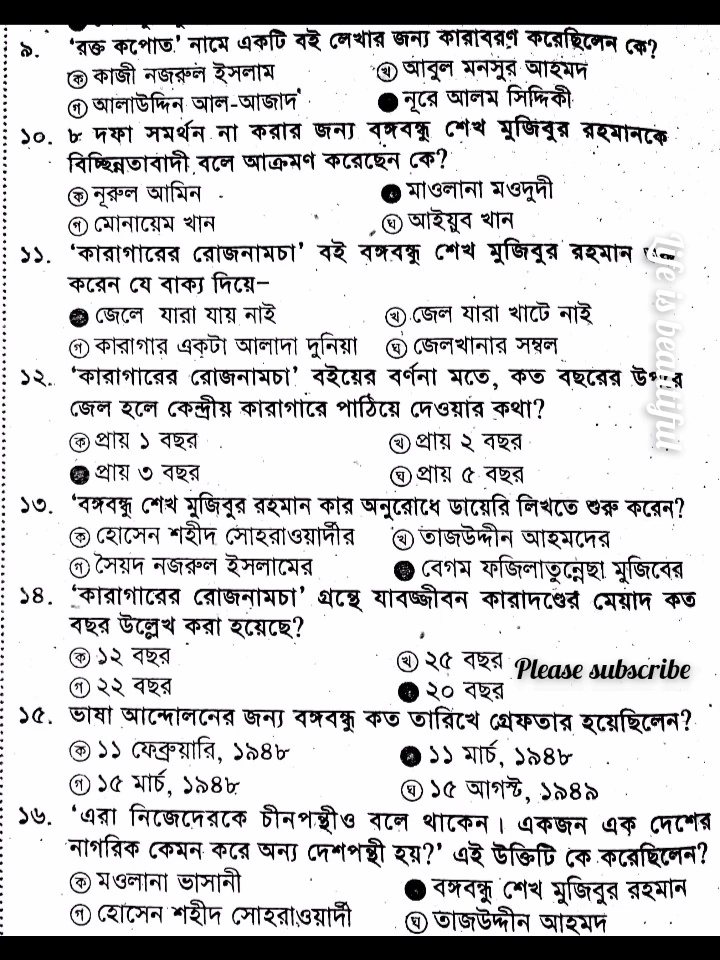 ৯. ‘রক্ত কপোত’ নামে একটি বই লেখার জন্য কারাবরণ করেছিলেন কে?
ক কাজী নজরুল ইসলাম খ আবুল মনসুর আহমদ
গ আলাউদ্দিন আল-আজাদ নূরে আলম সিদ্দিকী
১০. ৮ দফা সমর্থন না করার জন্য বঙ্গবন্ধু শেখ মুজিবুর রহমানকে
বিচ্ছিন্নতাবাদী বলে আক্রমণ করেছেন কে?
ক নূরুল আমিন মাওলানা মওদুদী
গ মোনায়েম খান ঘ আইয়ুব খান
১১. ‘কারাগারের রোজনামচা’ বই বঙ্গবন্ধু শেখ মুজিবুর রহমান
করেন যে বাক্য দিয়ে–
জেলে যারা যায় নাই খ জেল যারা খাটে নাই
গ কারাগার একটা আলাদা দুনিয়া ঘ জেলখানার সম্বল
১২. ‘কারাগারের রোজনামচা’ বইয়ের বর্ণনা মতে, কত বছরের উপরে
জেল হলে কেন্দ্রীয় কারাগারে পাঠিয়ে দেওয়ার কথা?
ক প্রায় ১ বছর খ প্রায় ২ বছর
প্রায় ৩ বছর ঘ প্রায় ৫ বছর
১৩. ‘বঙ্গবন্ধু শেখ মুজিবুর রহমান কার অনুরোধে ডায়েরি লিখতে শুরু করেন?
ক হোসেন শহীদ সোহরাওয়ার্দীর খ তাজউদ্দীন আহমদের
গ সৈয়দ নজরুল ইসলামের বেগম ফজিলাতুন্নেছা মুজিবের
১৪. ‘কারাগারের রোজনামচা’ গ্রন্থে যাবজ্জীবন কারাদণ্ডের মেয়াদ কত
বছর উল্লেখ করা হয়েছে?
ক ১২ বছর খ ২৫ বছর
Please subscribe
গ ২২ বছর ২০ বছর
১৫. ভাষা আন্দোলনের জন্য বঙ্গবন্ধু কত তারিখে গ্রেফতার হয়েছিলেন?
ক ১১ ফেব্রুয়ারি, ১৯৪৮ ১১ মার্চ, ১৯৪৮
গ ১৫ মার্চ, ১৯৪৮ ঘ ১৫ আগস্ট, ১৯৪৯
১৬. ‘এরা নিজেদেরকে চীনপন্থীও বলে থাকেন। একজন এক দেশের
নাগরিক কেমন করে অন্য দেশপন্থী হয়?’ এই উক্তিটি কে করেছিলেন?
ক মওলানা ভাসানী বঙ্গবন্ধু শেখ মুজিবুর রহমান
গ হোসেন শহীদ সোহরাওয়ার্দী ঘ তাজউদ্দীন আহমদ
Life is beautiful